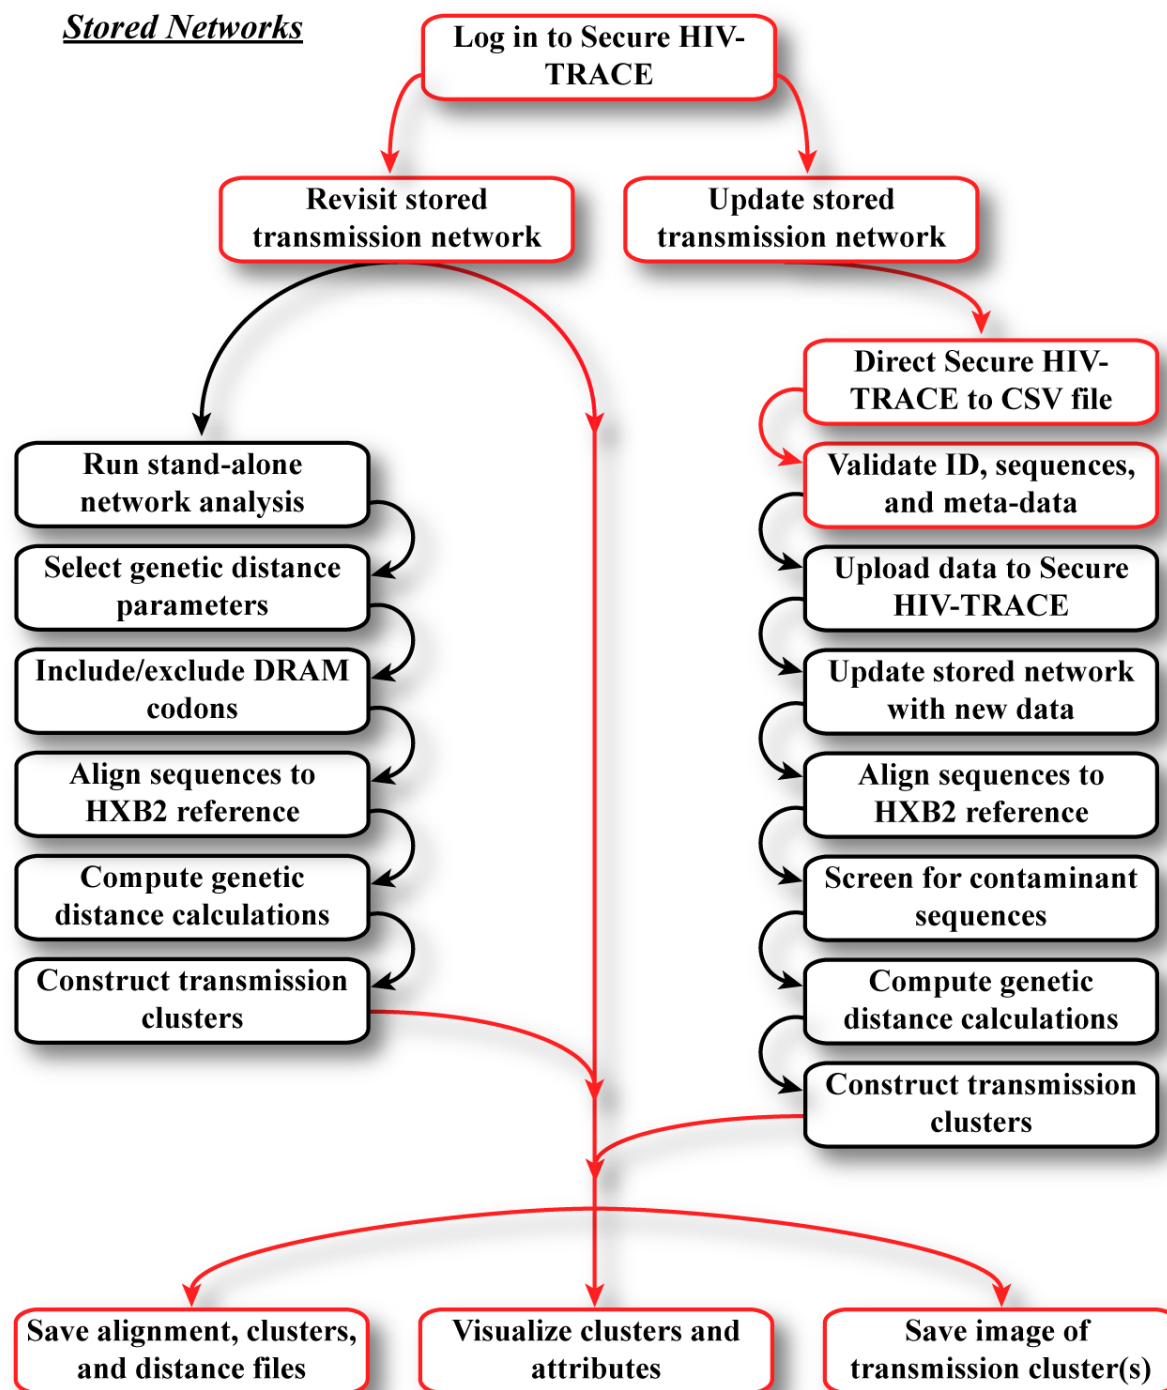 Stored Networks
Log in to Secure HIV-
TRACE
Revisit stored
transmission network
Update stored
transmission network
Run stand-alone
network analysis
Select genetic distance
parameters
Include/exclude DRAM
codons
Align sequences to
HXB2 reference
Compute genetic
distance calculations
Construct transmission
clusters
Direct Secure HIV-
TRACE to CSV file
Validate ID, sequences,
and meta-data
Upload data to Secure
HIV-TRACE
Update stored network
with new data
Align sequences to
HXB2 reference
Screen for contaminant
sequences
Compute genetic
distance calculations
Construct transmission
clusters
Save alignment, clusters,
and distance files
Visualize clusters and
attributes
Save image of
transmission cluster(s)